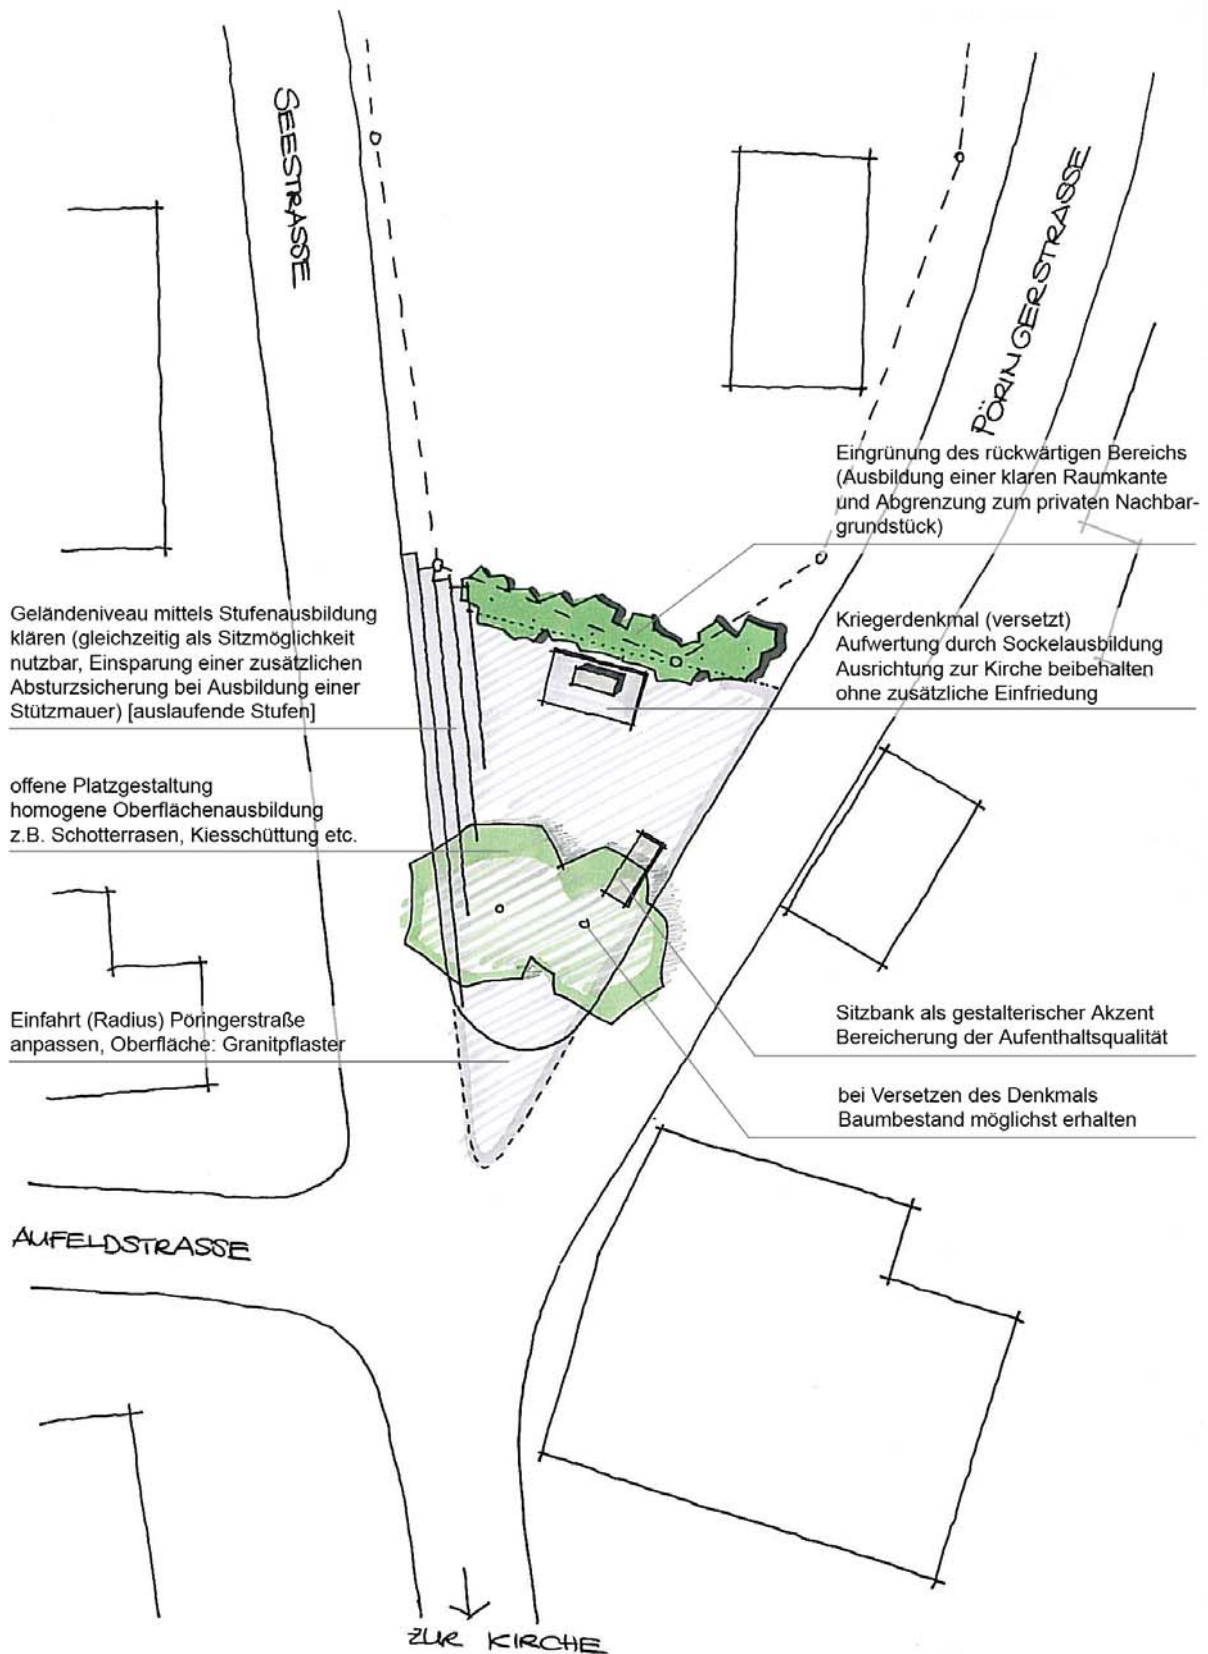 SEESTRASSE
PÖRINGERSTRASSE
Eingrünung des rückwärtigen Bereichs
(Ausbildung einer klaren Raumkante
und Abgrenzung zum privaten Nachbar-
grundstück)
Geländeniveau mittels Stufenausbildung
klären (gleichzeitig als Sitzmöglichkeit
nutzbar, Einsparung einer zusätzlichen
Absturzsicherung bei Ausbildung einer
Stützmauer) [auslaufende Stufen]
Kriegerdenkmal (versetzt)
Aufwertung durch Sockelausbildung
Ausrichtung zur Kirche beibehalten
ohne zusätzliche Einfriedung
offene Platzgestaltung
homogene Oberflächenausbildung
z.B. Schotterrasen, Kiesschüttung etc.
Einfahrt (Radius) Pöringerstraße
anpassen, Oberfläche: Granitpflaster
Sitzbank als gestalterischer Akzent
Bereicherung der Aufenthaltsqualität
bei Versetzen des Denkmals
Baumbestand möglichst erhalten
AUFELDSTRASSE
ZUR KIRCHE